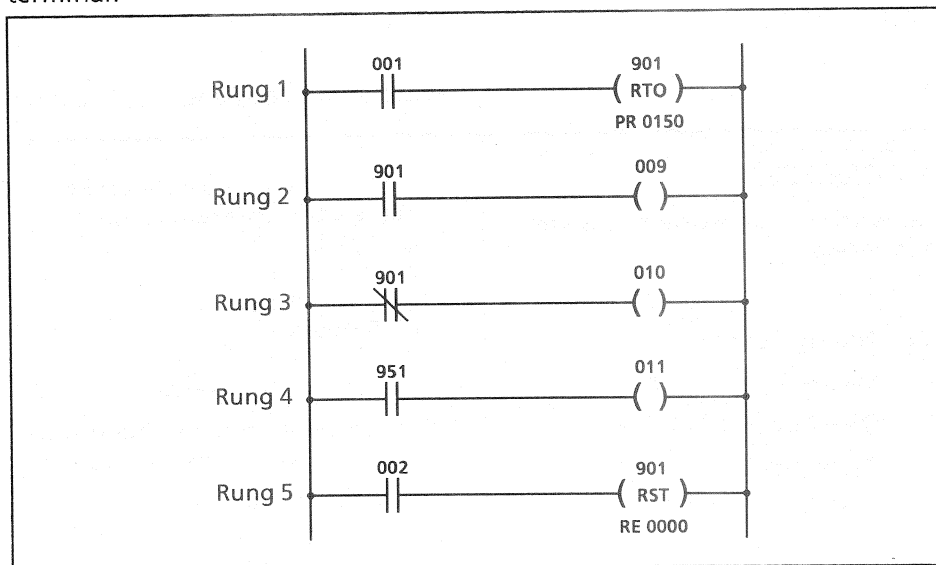 001 901
Rung 1 RTO
PR 0150
901 009
Rung 2
901 010
Rung 3
951 011
Rung 4
002 901
Rung 5 RST
RE 0000